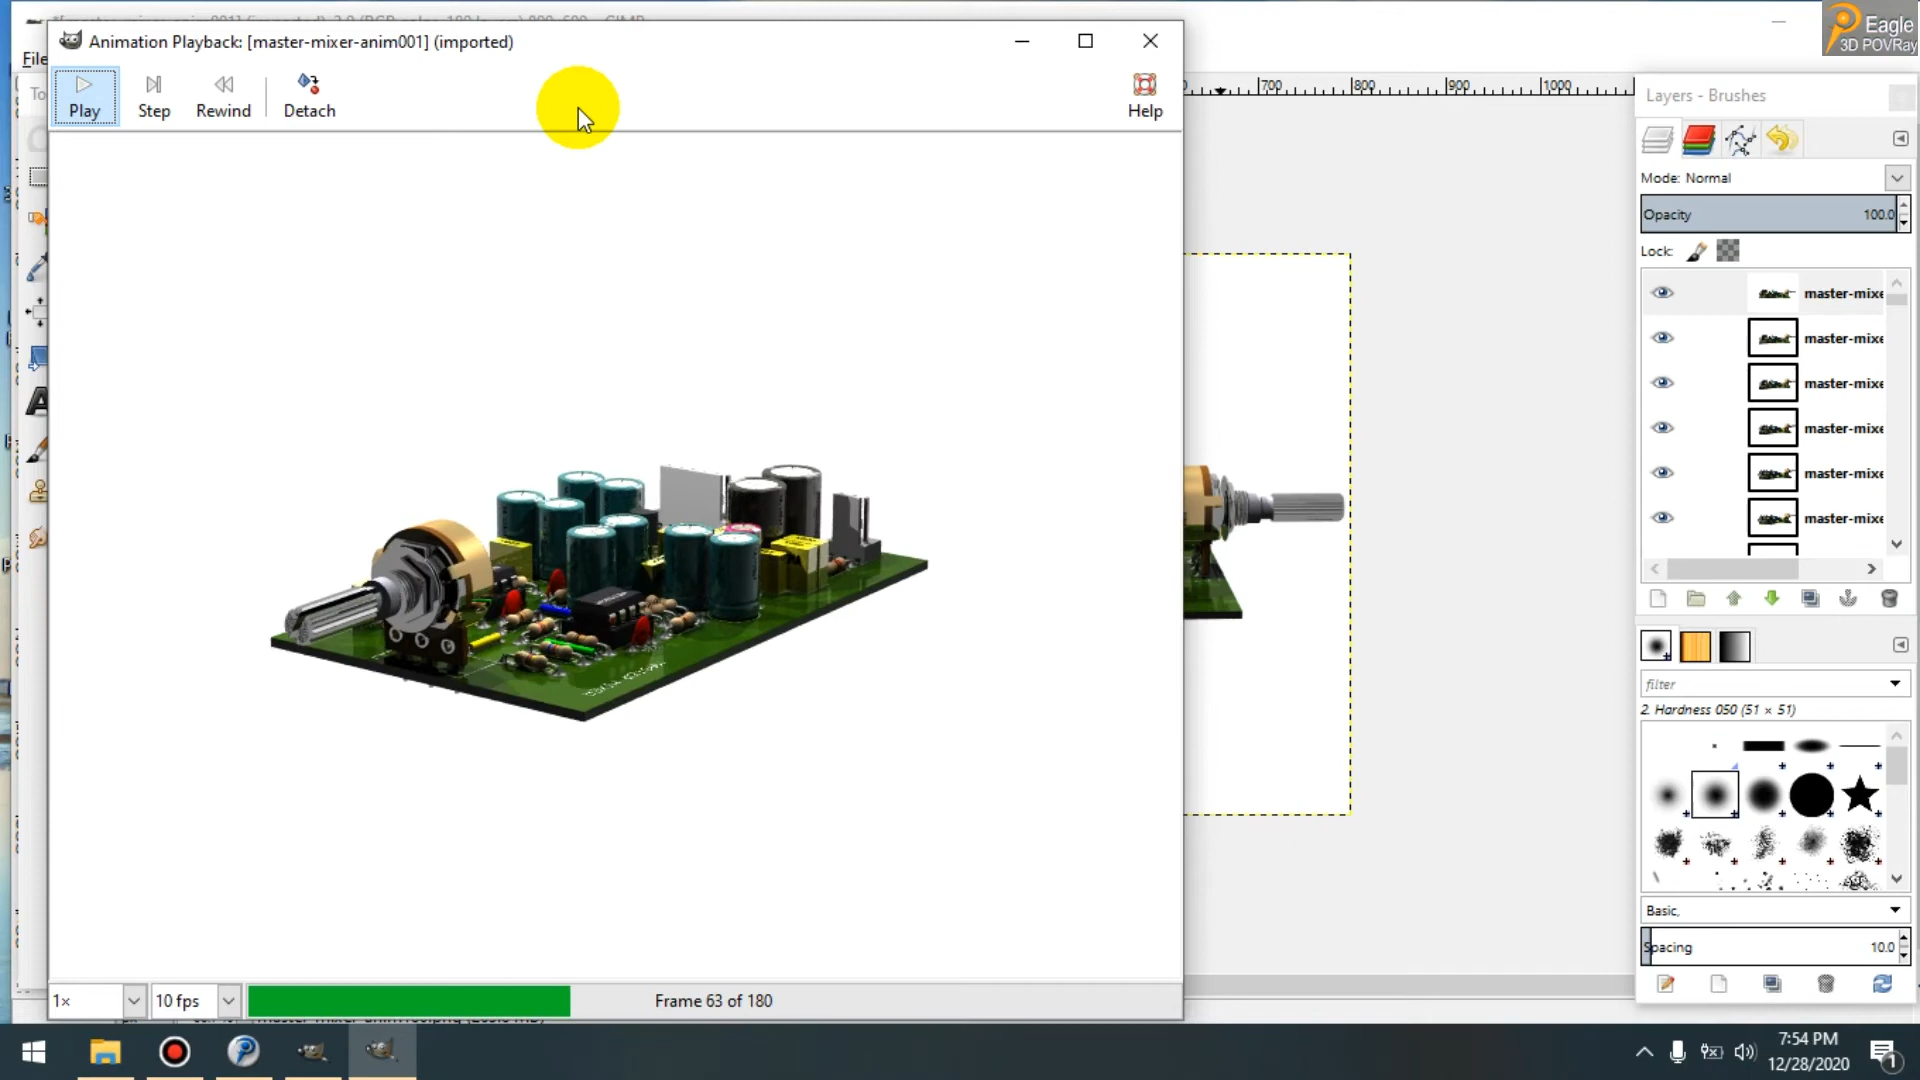 Eagle
3D POVRay
Animation Playback: [master-mixer-anim001] (imported)
File
Play
Step
Rewind
Detach
Help
700
800
900
1000
Layers - Brushes
Mode: Normal
Opacity
100.0
Lock:
master-mixe
master-mixe
master-mixe
master-mixe
master-mixe
master-mixe
filter
2. Hardness 050 (51 × 51)
Basic,
Spacing
10.0
1×
10 fps
Frame 63 of 180
7:54 PM
12/28/2020
1